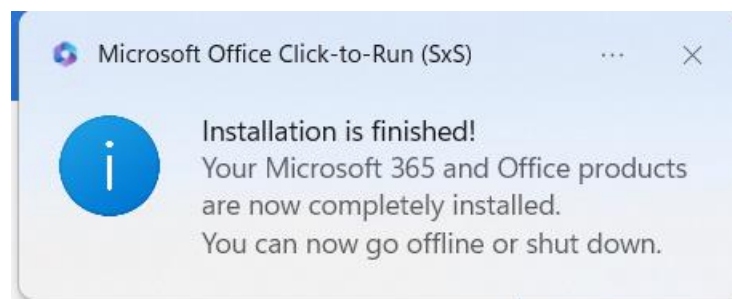 Microsoft Office Click-to-Run (SxS)
Installation is finished!
Your Microsoft 365 and Office products
are now completely installed.
You can now go offline or shut down.